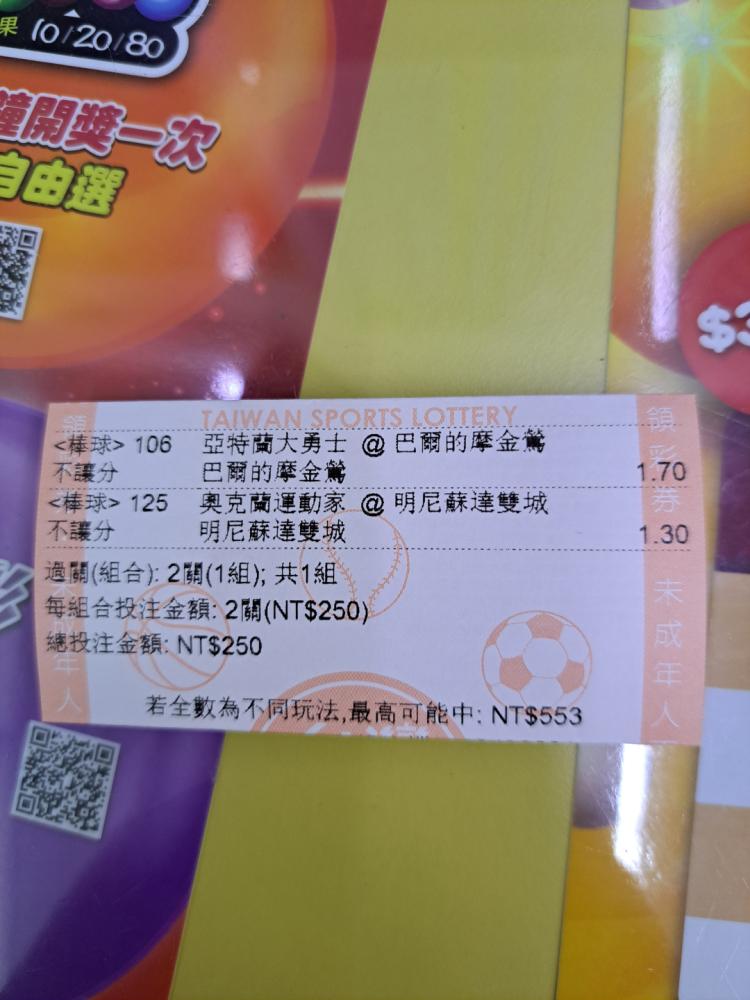 果 10/20/80
鐘開獎一次
自由選
$3
TAIWAN SPORTS LOTTERY
<棒球> 106 亞特蘭大勇士 @ 巴爾的摩金鶯
不讓分 巴爾的摩金鶯 1.70
<棒球> 125 奧克蘭運動家 @ 明尼蘇達雙城
不讓分 明尼蘇達雙城 1.30
過關(組合): 2關(1組); 共1組
每組合投注金額: 2關(NT$250)
總投注金額: NT$250
若全數為不同玩法,最高可能中: NT$553
領彩券 未成年人
未成年人